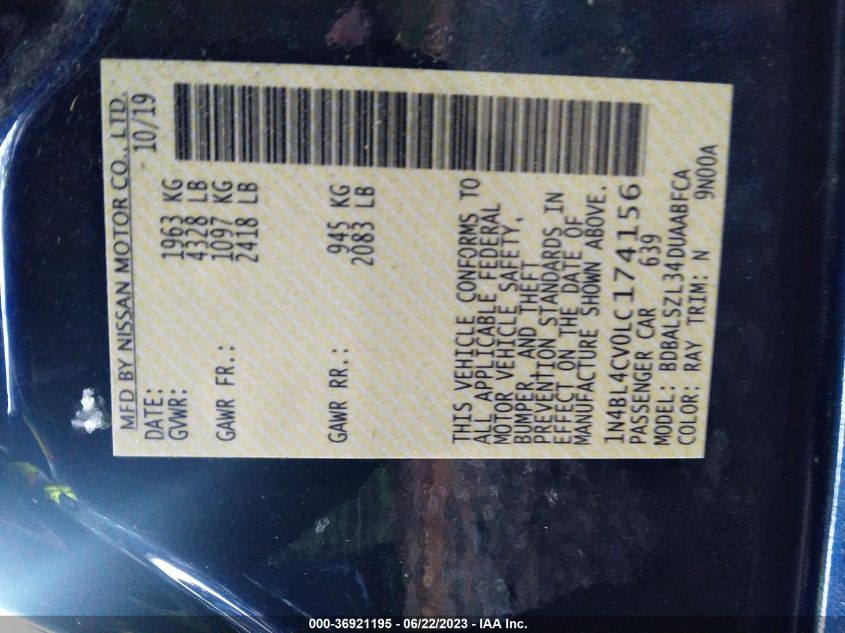 MFD BY NISSAN MOTOR CO., LTD.
DATE: 10/19
GVWR: 1963 KG
4328 LB
GAWR FR.: 1097 KG
2418 LB
GAWR RR.: 945 KG
2083 LB
THIS VEHICLE CONFORMS TO
ALL APPLICABLE FEDERAL
MOTOR VEHICLE SAFETY,
BUMPER, AND THEFT
PREVENTION STANDARDS IN
EFFECT ON THE DATE OF
MANUFACTURE SHOWN ABOVE.
1N4BL4CV0LC174156
PASSENGER CAR 639
MODEL: BDBALSZL34DUAABFCA
COLOR: RAY TRIM: N 9N00A
000-36921195 - 06/22/2023 - IAA Inc.